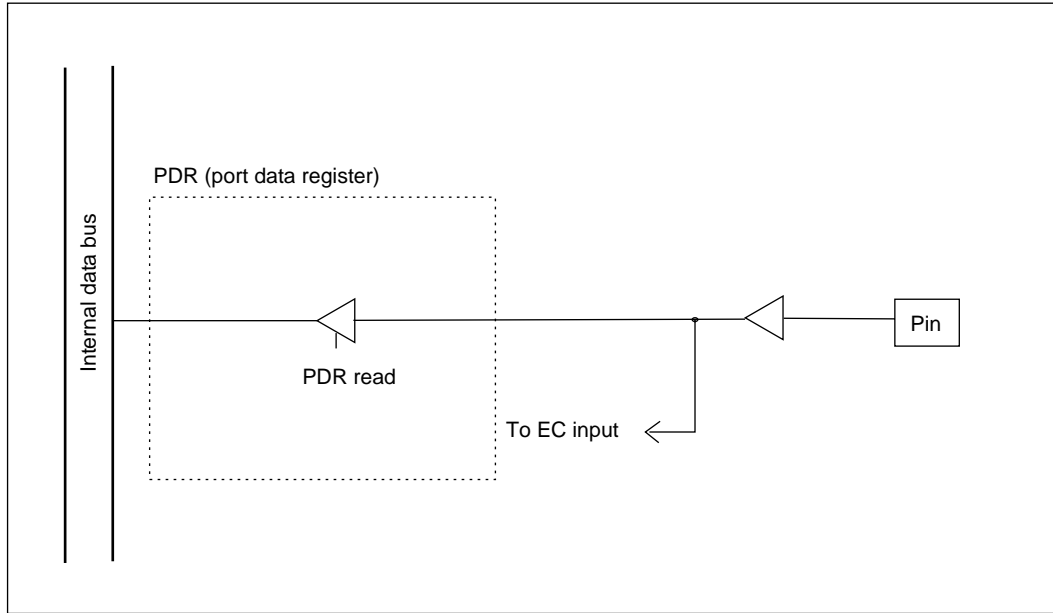 PDR (port data register)
Internal data bus
Pin
PDR read
To EC input